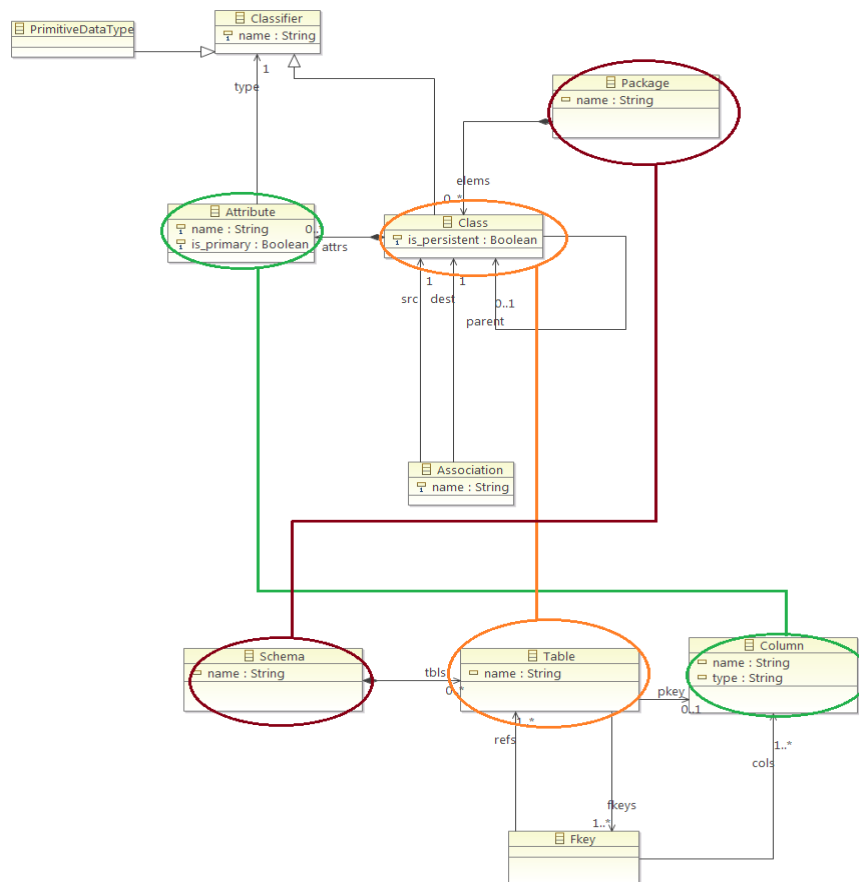 Classifier
name : String
PrimitiveDataType
1
type
Package
name : String
elems
0..*
Attribute
name : String
is_primary : Boolean
0..
attrs
Class
is_persistent : Boolean
1
1
src
dest
0..1
parent
Association
name : String
Schema
name : String
tbls
0..*
Table
name : String
Column
name : String
type : String
pkey
0..1
1..*
refs
1..*
cols
fkeys
1..*
Fkey